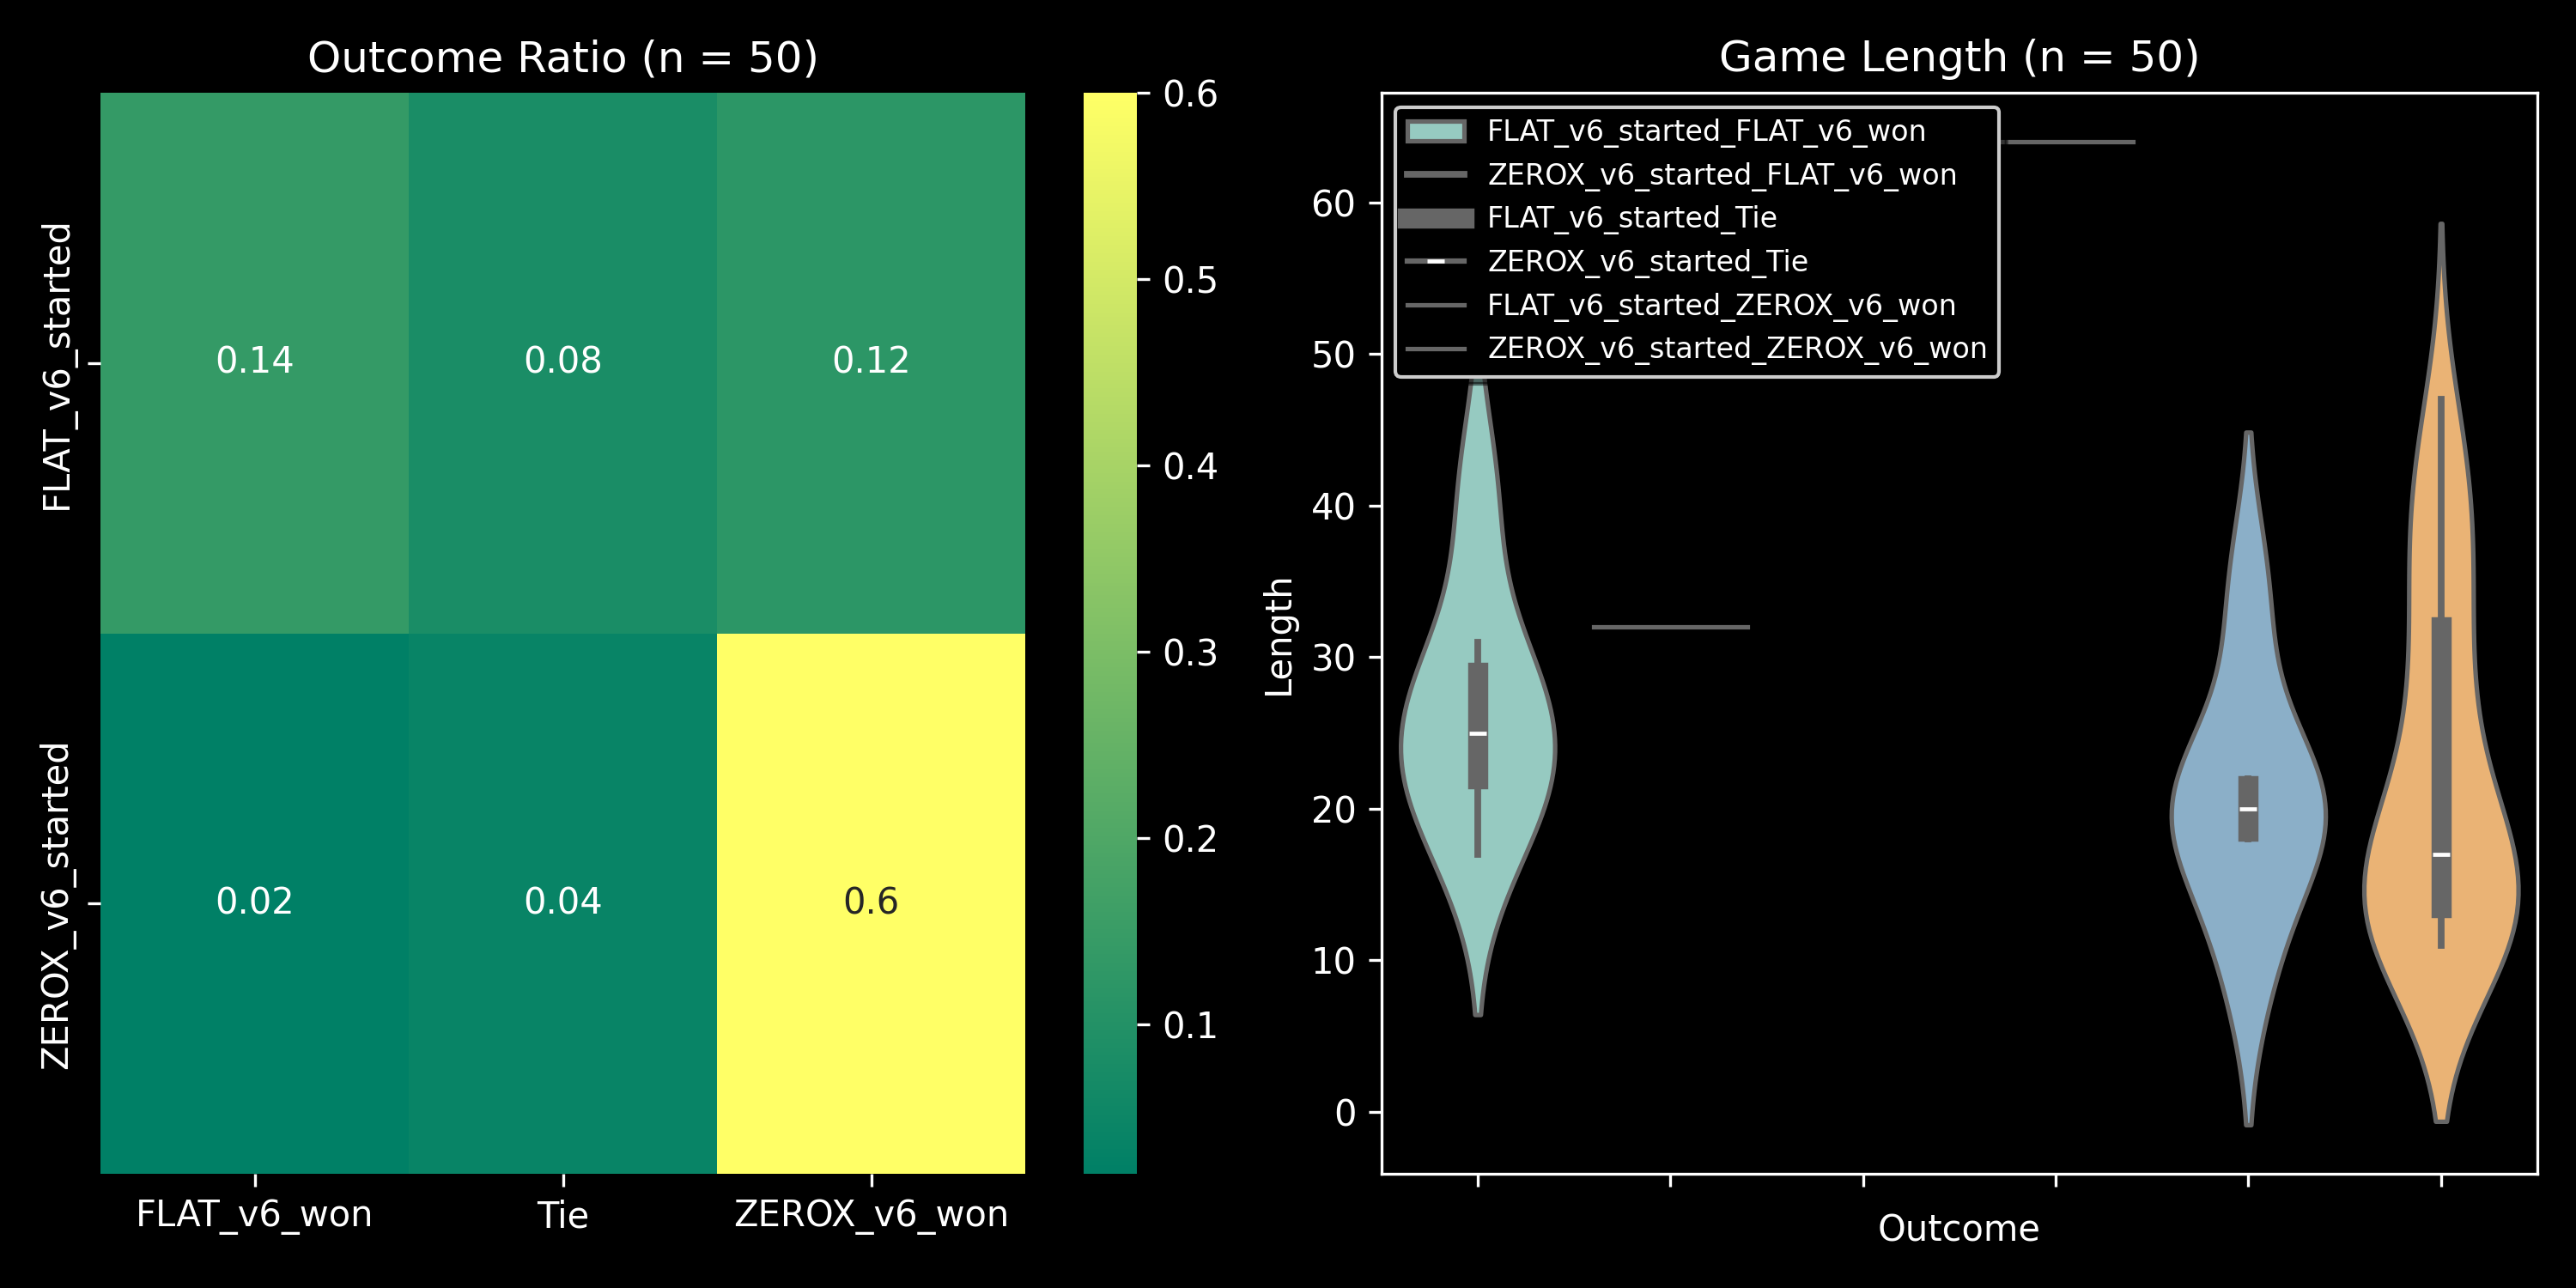 Outcome Ratio (n = 50)
FLAT_v6_started
0.14
0.08
0.12
ZEROX_v6_started
0.02
0.04
0.6
FLAT_v6_won
Tie
ZEROX_v6_won
0.6
0.5
0.4
0.3
0.2
0.1
Game Length (n = 50)
FLAT_v6_started_FLAT_v6_won
ZEROX_v6_started_FLAT_v6_won
FLAT_v6_started_Tie
ZEROX_v6_started_Tie
FLAT_v6_started_ZEROX_v6_won
ZEROX_v6_started_ZEROX_v6_won
Length
60
50
40
30
20
10
0
Outcome